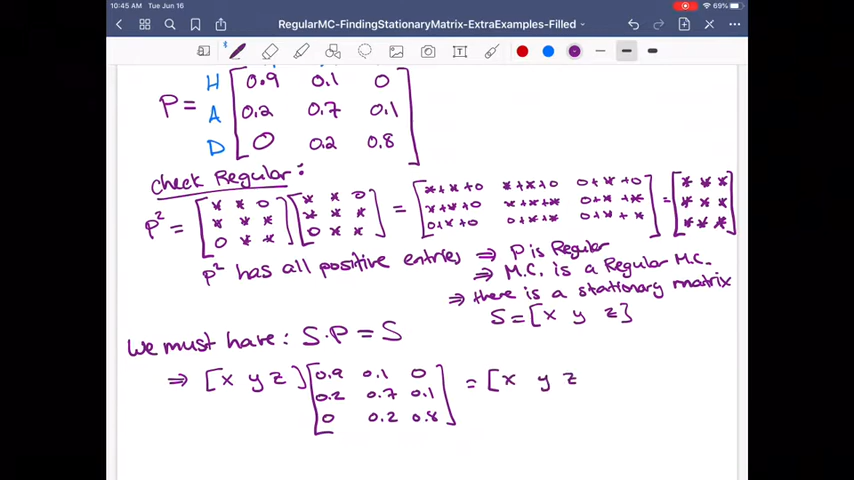 10:45 AM Tue Jun 16
69%
RegularMC-FindingStationaryMatrix-ExtraExamples-Filled
P = H [ 0.9 0.1 0
A 0.2 0.7 0.1
D 0 0.2 0.8 ]
Check Regular:
P² = [ * * 0 ] [ * * 0 ] = [ *+*+0 *+*+0 0+*+0 ] = [ * * * ]
[ * * * ] [ * * * ] [ *+*+0 *+*+* 0+*+* ] [ * * * ]
[ 0 * * ] [ 0 * * ] [ 0+*+0 0+*+* 0+*+* ] [ * * * ]
P² has all positive entries ⇒ P is Regular
⇒ M.C. is a Regular M.C.
⇒ there is a stationary matrix
S = [x y z]
We must have: S·P = S
⇒ [x y z] [ 0.9 0.1 0 ] = [x y z
[ 0.2 0.7 0.1 ]
[ 0 0.2 0.8 ]